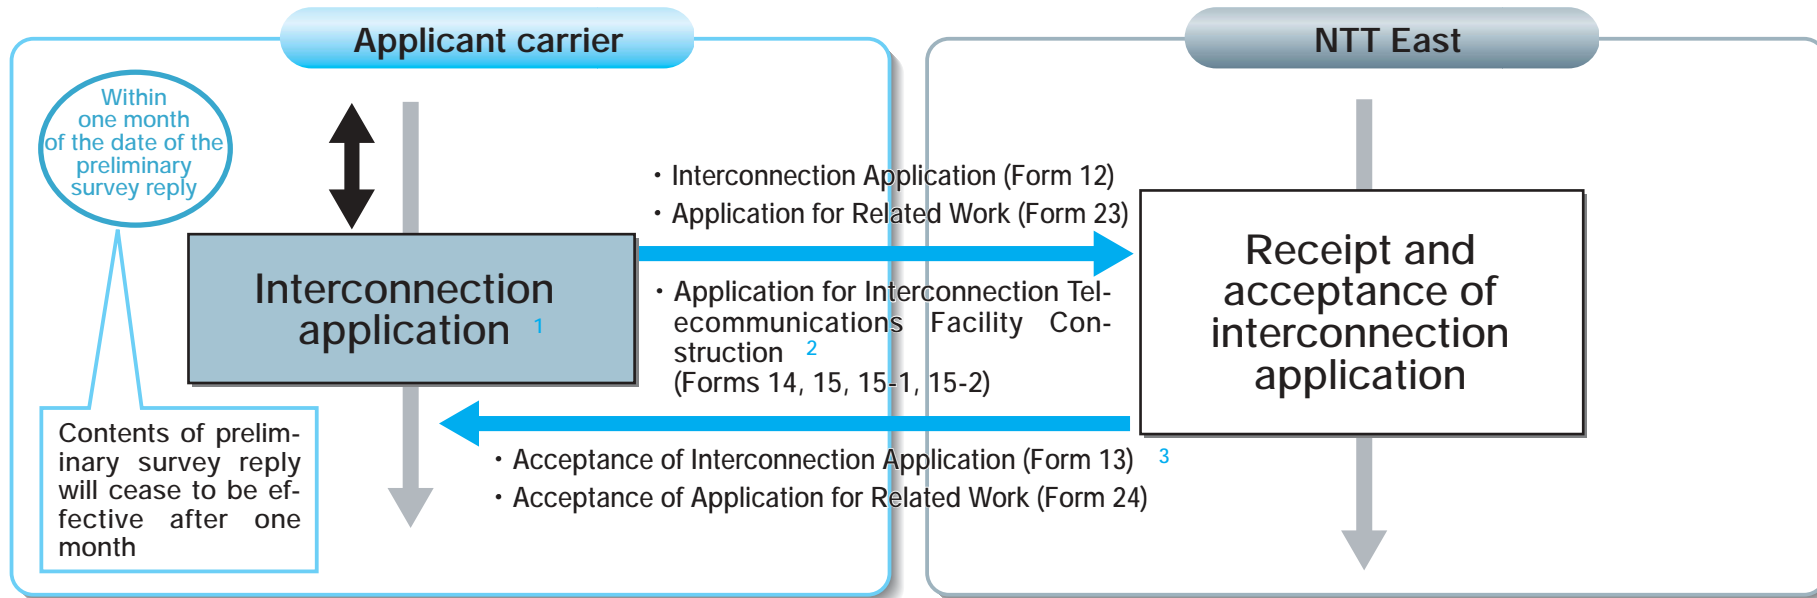 Applicant carrier
NTT East
Within
one month
of the date of the
preliminary
survey reply
Interconnection
application 1
Contents of prelim-
inary survey reply
will cease to be ef-
fective after one
month
・Interconnection Application (Form 12)
・Application for Related Work (Form 23)
・Application for Interconnection Tel-
ecommunications Facility Con-
struction 2
(Forms 14, 15, 15-1, 15-2)
・Acceptance of Interconnection Application (Form 13) 3
・Acceptance of Application for Related Work (Form 24)
Receipt and
acceptance of
interconnection
application